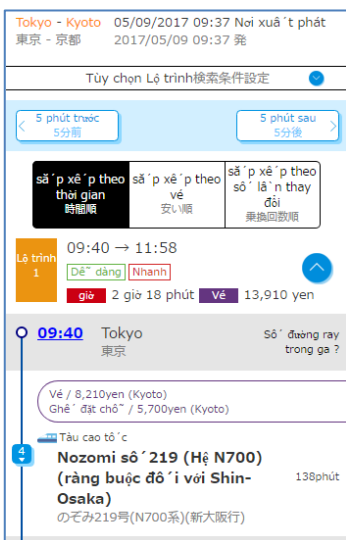 Tokyo - Kyoto 05/09/2017 09:37 Nơi xuất phát
東京 - 京都 2017/05/09 09:37 発
Tùy chọn Lộ trình検索条件設定
5 phút trước
5分前
5 phút sau
5分後
sắp xếp theo
thời gian
時間順
sắp xếp theo
vé
安い順
sắp xếp theo
số lần thay
đổi
乗換回数順
Lộ trình
1
09:40 → 11:58
Dễ dàng Nhanh
giờ 2 giờ 18 phút Vé 13,910 yen
09:40 Tokyo
東京
Số đường ray
trong ga ?
Vé / 8,210yen (Kyoto)
Ghế đặt chỗ / 5,700yen (Kyoto)
Tàu cao tốc
4
Nozomi số 219 (Hệ N700)
(ràng buộc đối với Shin-
Osaka)
138phút
のぞみ219号(N700系)(新大阪行)